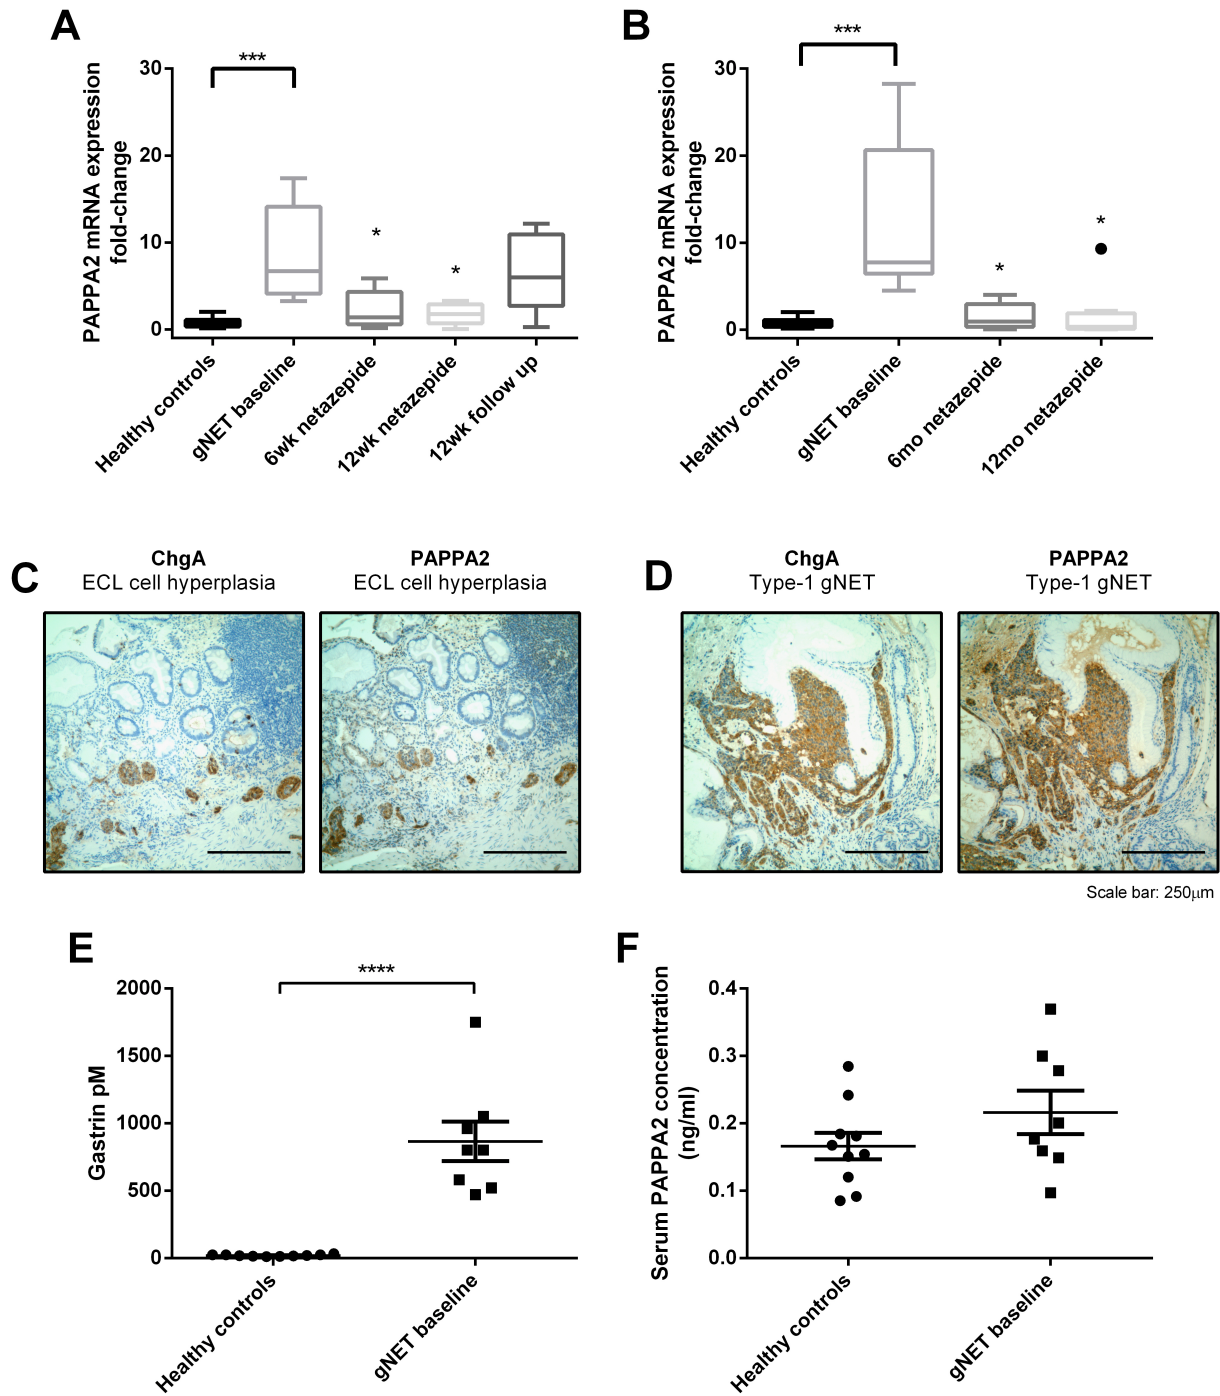 A
PAPPA2 mRNA expression
fold-change
30
20
10
0
***
*
*
Healthy controls
gNET baseline
6wk netazepide
12wk netazepide
12wk follow up
B
PAPPA2 mRNA expression
fold-change
30
20
10
0
***
*
*
Healthy controls
gNET baseline
6mo netazepide
12mo netazepide
C
ChgA
ECL cell hyperplasia
PAPPA2
ECL cell hyperplasia
D
ChgA
Type-1 gNET
PAPPA2
Type-1 gNET
Scale bar: 250μm
E
Gastrin pM
2000
1500
1000
500
0
****
Healthy controls
gNET baseline
F
Serum PAPPA2 concentration
(ng/ml)
0.4
0.3
0.2
0.1
0.0
Healthy controls
gNET baseline